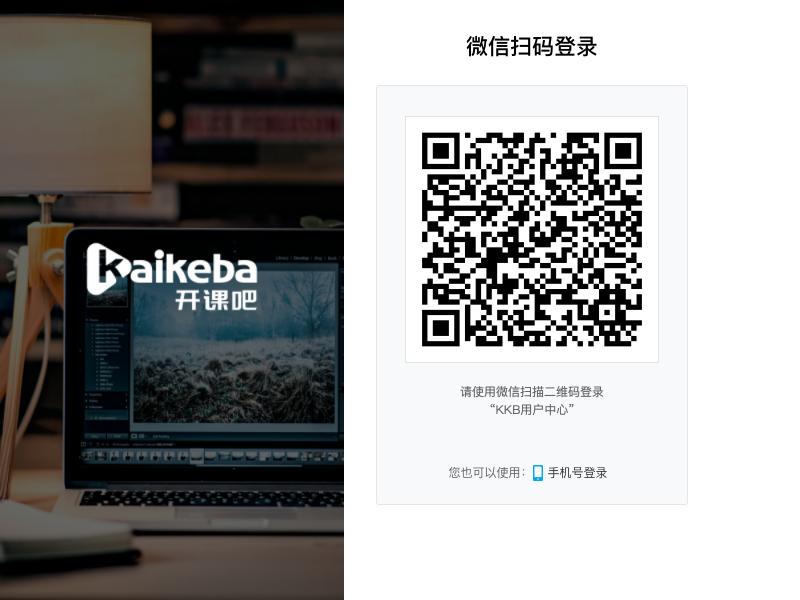 微信扫码登录
kaikeba
开课吧
请使用微信扫描二维码登录
“KKB用户中心”
您也可以使用： 手机号登录